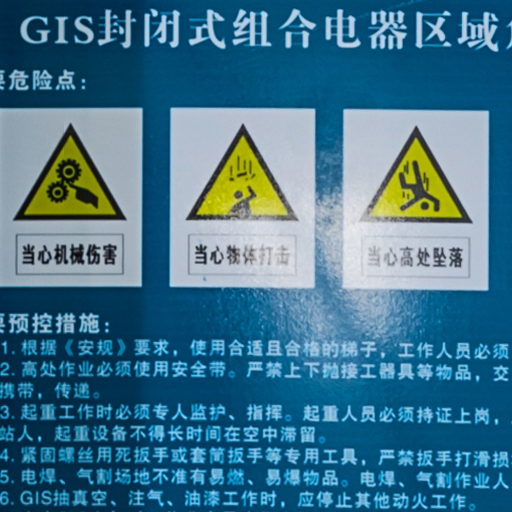 GIS封闭式组合电器区域
要危险点：
当心机械伤害
当心物体打击
当心高处坠落
要预控措施：
1. 根据《安规》要求，使用合适且合格的梯子，工作人员必须
2. 高处作业必须使用安全带。严禁上下抛接工器具等物品，交
携带，传递。
3. 起重工作时必须专人监护、指挥。起重人员必须持证上岗，
站人，起重设备不得长时间在空中滞留。
4. 紧固螺丝用死扳手或套筒扳手等专用工具，严禁扳手打滑损
5. 电焊、气割场地不准有易燃、易爆物品。电焊、气割作业人
6. GIS抽真空、注气、油漆工作时，应停止其他动火工作。